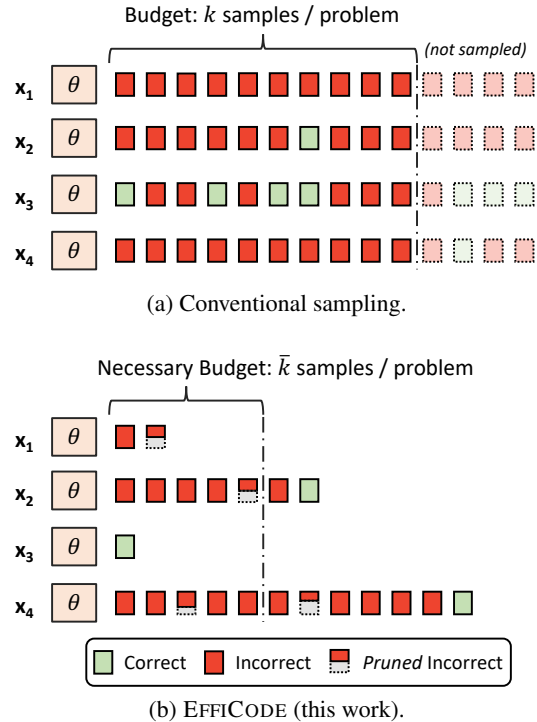 Budget: k samples / problem
(not sampled)
x1 θ
x2 θ
x3 θ
x4 θ
(a) Conventional sampling.
Necessary Budget: k̄ samples / problem
x1 θ
x2 θ
x3 θ
x4 θ
Correct Incorrect Pruned Incorrect
(b) EFFICODE (this work).